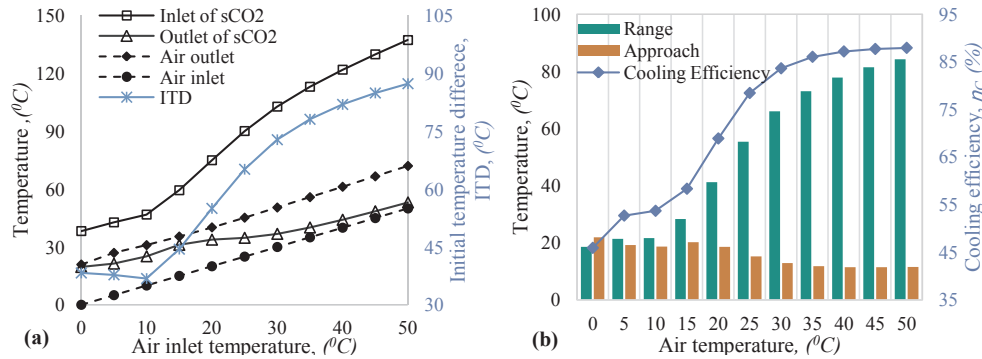 Inlet of sCO2
Outlet of sCO2
Air outlet
Air inlet
ITD
150
120
90
60
30
0
Temperature ,(⁰C)
105
90
75
60
45
30
Initial temperature differece,
ITD, (⁰C)
0 10 20 30 40 50
Air inlet temperature, (⁰C)
(a)
Range
Approach
Cooling Efficiency
100
80
60
40
20
0
Temperature, (⁰C)
95
85
75
65
55
45
35
Cooling efficiency, ηC, (%)
0 5 10 15 20 25 30 35 40 45 50
Air temperature, (⁰C)
(b)